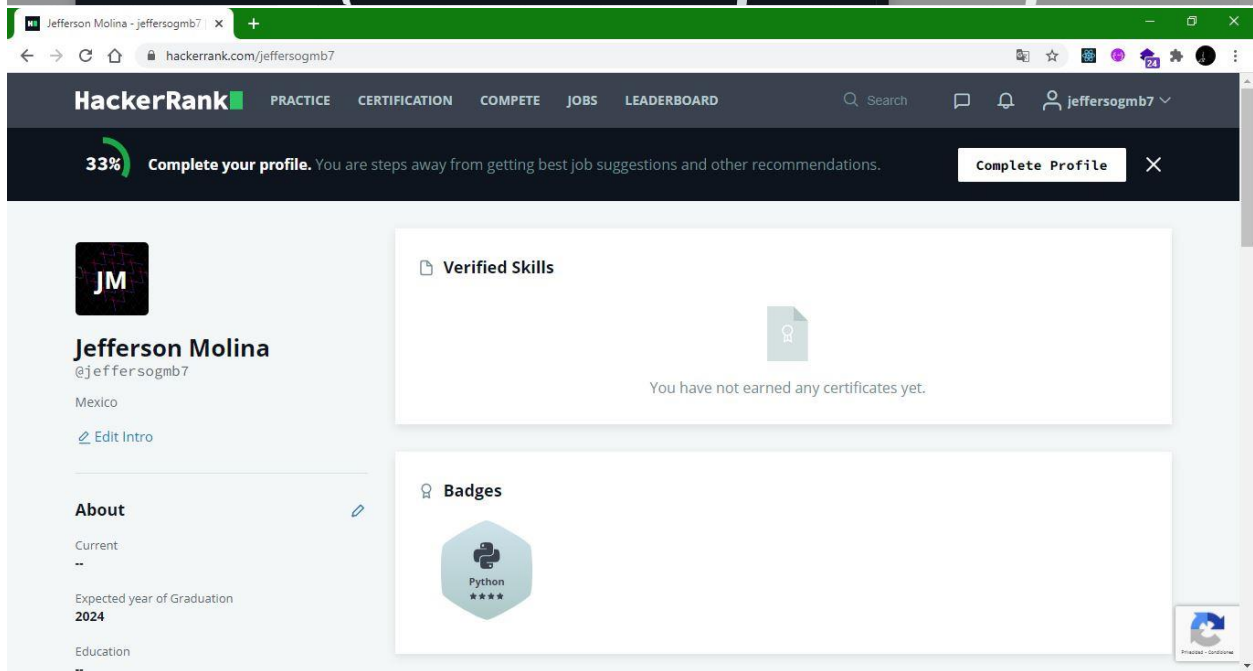 Jefferson Molina - jeffersogmb7 |
hackerrank.com/jeffersogmb7
24
HackerRank
PRACTICE CERTIFICATION COMPETE JOBS LEADERBOARD Search jeffersogmb7
33% Complete your profile. You are steps away from getting best job suggestions and other recommendations. Complete Profile
JM
Jefferson Molina
@jeffersogmb7
Mexico
Edit Intro
About
Current
--
Expected year of Graduation
2024
Education
--
Verified Skills
You have not earned any certificates yet.
Badges
Python
★★★★
Privacidad - Condiciones